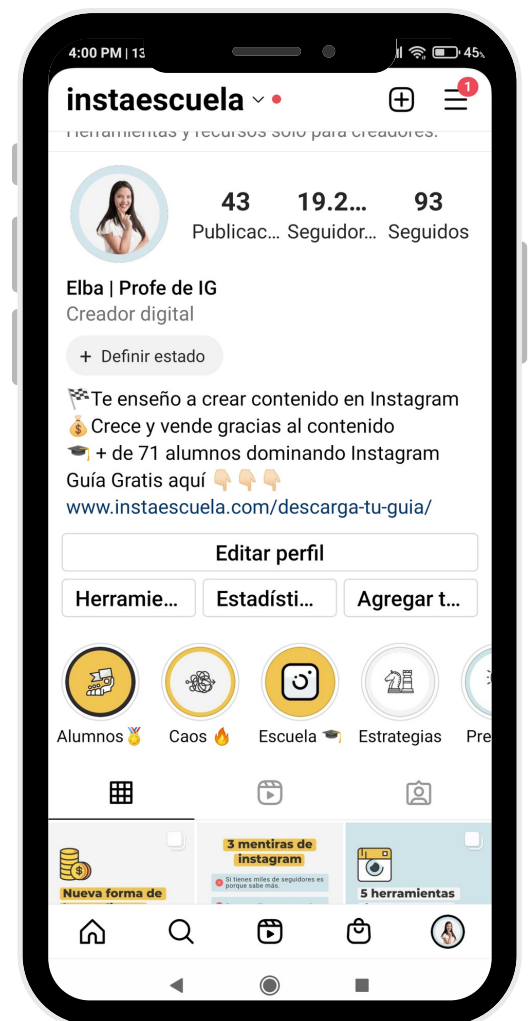 4:00 PM | 13
45%
instaescuela
1
Herramientas y recursos solo para creadores.
43 19.2... 93
Publicac... Seguidor... Seguidos
Elba | Profe de IG
Creador digital
+ Definir estado
🏁Te enseño a crear contenido en Instagram
💰Crece y vende gracias al contenido
🎓+ de 71 alumnos dominando Instagram
Guía Gratis aquí 👇🏻👇🏻👇🏻
www.instaescuela.com/descarga-tu-guia/
Editar perfil
Herramie... Estadísti... Agregar t...
Alumnos🏅 Caos 🔥 Escuela 🎓 Estrategias Pre
Nueva forma de
3 mentiras de
instagram
Si tienes miles de seguidores es
porque sabe más.
5 herramientas